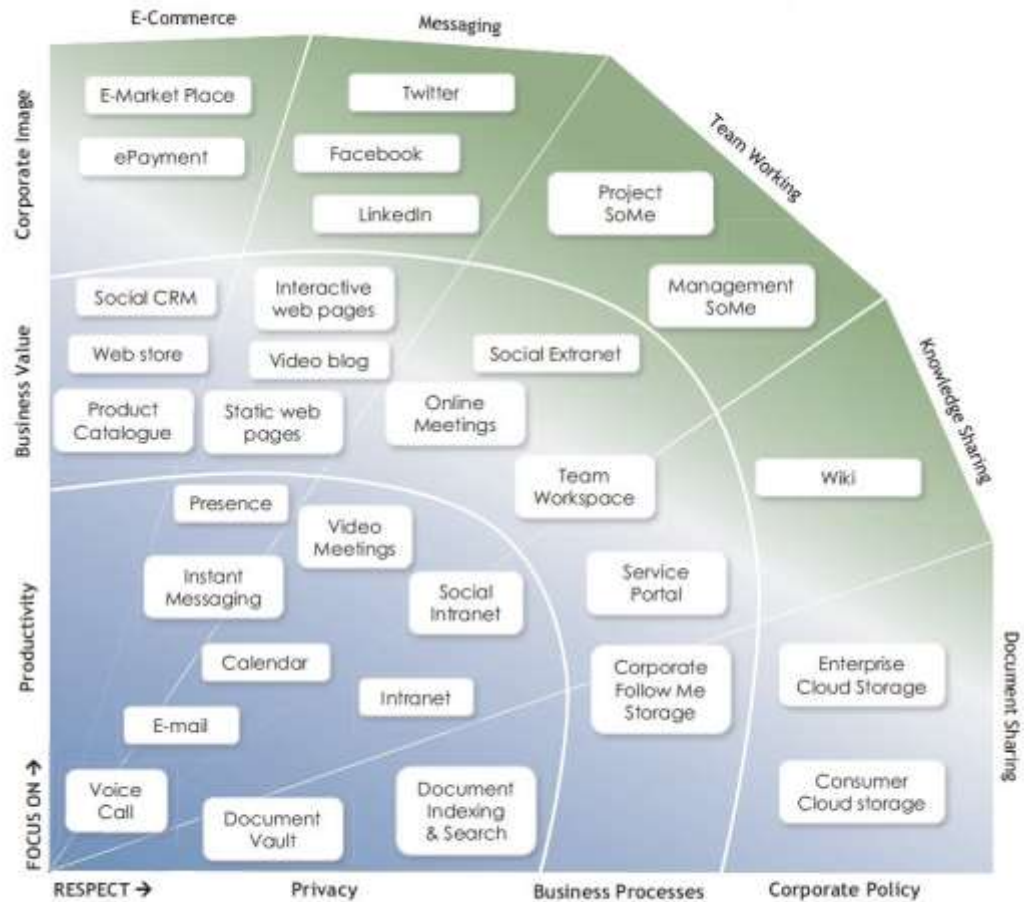 E-Commerce
Messaging
Team Working
Knowledge Sharing
Document Sharing
Corporate Image
Business Value
Productivity
FOCUS ON →
E-Market Place
ePayment
Twitter
Facebook
LinkedIn
Project
SoMe
Management
SoMe
Social CRM
Interactive
web pages
Web store
Video blog
Social Extranet
Product
Catalogue
Static web
pages
Online
Meetings
Team
Workspace
Wiki
Presence
Video
Meetings
Instant
Messaging
Social
Intranet
Service
Portal
Calendar
Intranet
Corporate
Follow Me
Storage
Enterprise
Cloud Storage
E-mail
Voice
Call
Document
Vault
Document
Indexing
& Search
Consumer
Cloud storage
RESPECT →
Privacy
Business Processes
Corporate Policy